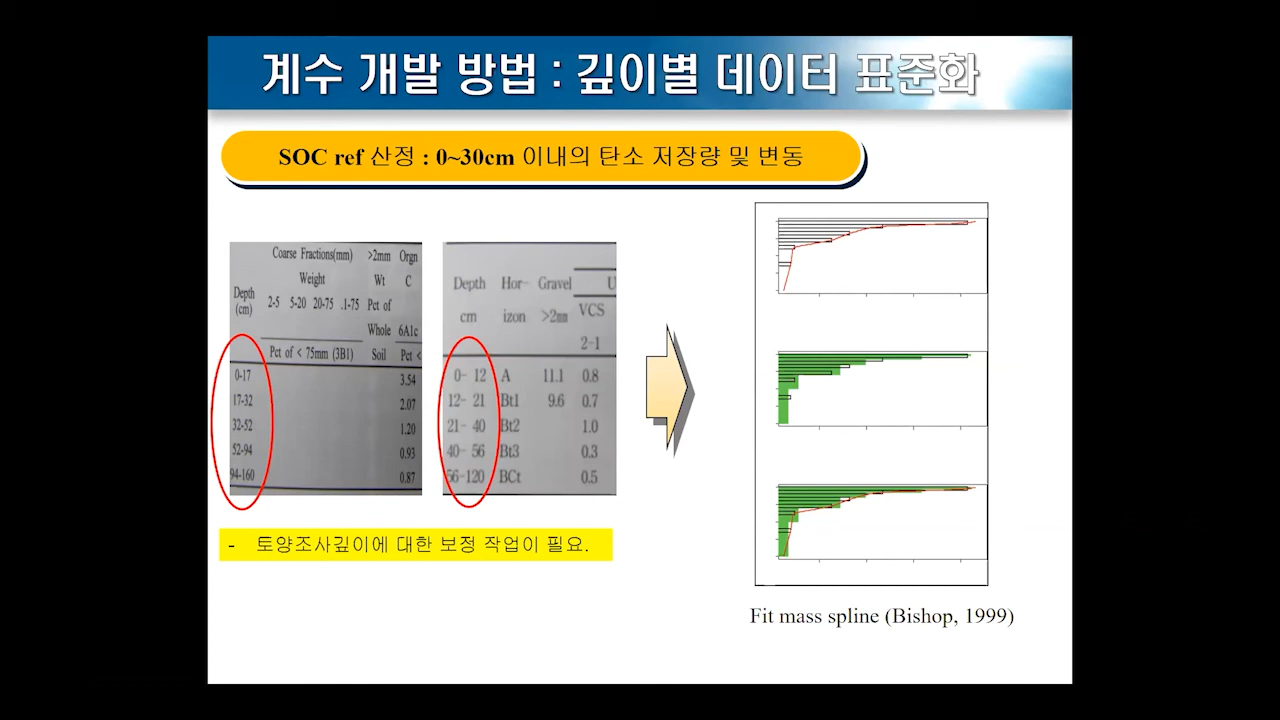 계수 개발 방법 : 깊이별 데이터 표준화
SOC ref 산정 : 0~30cm 이내의 탄소 저장량 및 변동
Coarse Fractions(mm) >2mm Orgn
Weight Wt C
Depth
(cm) 2-5 5-20 20-75 .1-75 Pct of
Whole 6A1c
Pct of < 75mm (3B1) Soil Pct <
0-17 3.54
17-32 2.07
32-52 1.20
52-94 0.93
94-160 0.87
Depth Hor- Gravel U
cm izon >2mm VCS
2-1
0- 12 A 11.1 0.8
12- 21 Bt1 9.6 0.7
21- 40 Bt2 1.0
40- 56 Bt3 0.3
56-120 BCt 0.5
- 토양조사깊이에 대한 보정 작업이 필요.
Fit mass spline (Bishop, 1999)